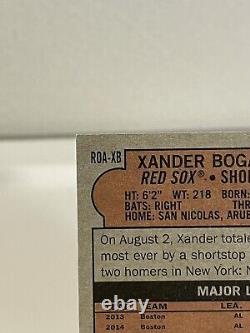 ROA-XB
XANDER BOGA
RED SOX® • SHO
HT: 6'2" WT: 218 BORN:
BATS: RIGHT THR
HOME: SAN NICOLAS, ARUB
On August 2, Xander totale
most ever by a shortstop
two homers in New York: N
MAJOR L
YEAR TEAM LEA.
2013 Boston AL
2014 Boston AL